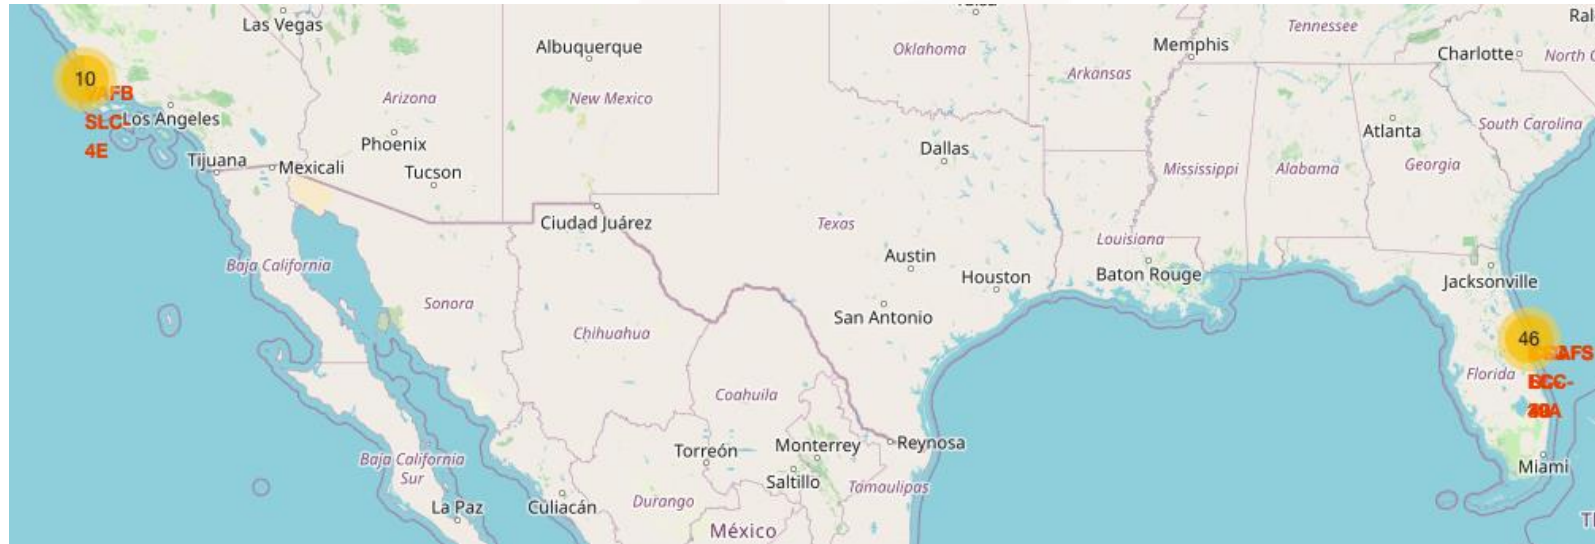 Las Vegas
Albuquerque
Oklahoma
Memphis
Tennessee
Charlotte
North
10
AFB
SLC-
4E
Los Angeles
Arizona
New Mexico
Arkansas
Phoenix
Tucson
Dallas
Atlanta
South Carolina
Tijuana
Mexicali
Mississippi
Alabama
Georgia
Ciudad Juárez
Texas
Louisiana
Austin
Houston
Baton Rouge
Jacksonville
Baja California
Sonora
Chihuahua
San Antonio
46
Florida
Coahuila
Torreón
Monterrey
Reynosa
Saltillo
Tamaulipas
Baja California
Sur
La Paz
Culiacán
Durango
México
Miami